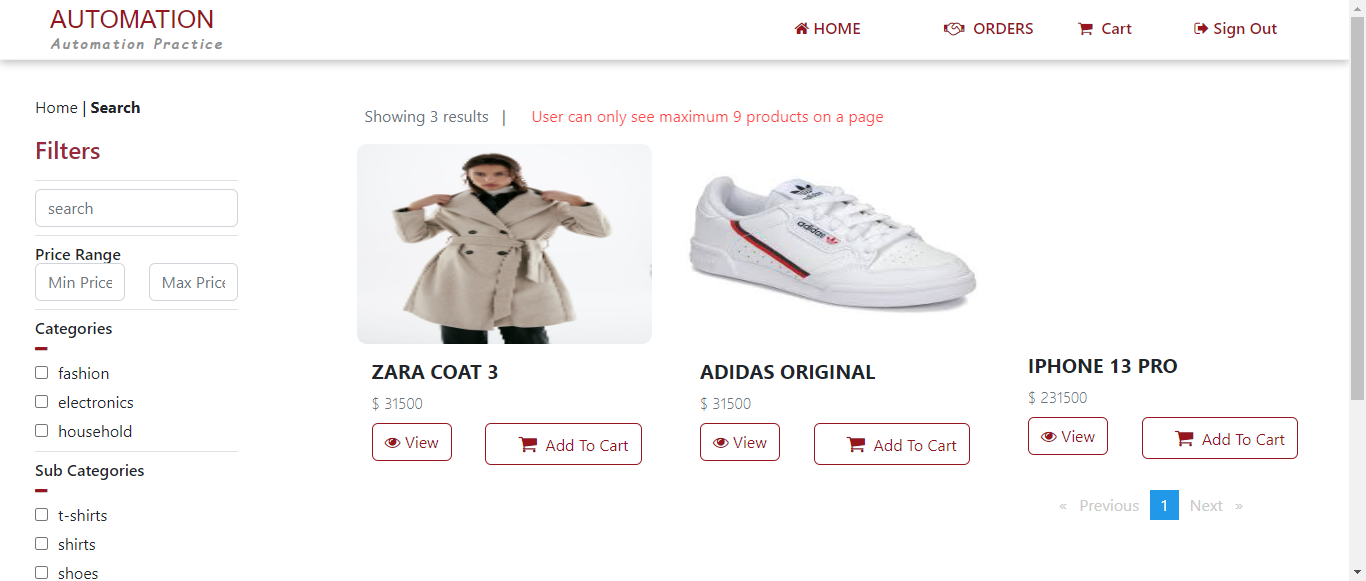 AUTOMATION
Automation Practice
HOME
ORDERS
Cart
Sign Out
Home | Search
Filters
search
Price Range
Min Price
Max Price
Categories
fashion
electronics
household
Sub Categories
t-shirts
shirts
shoes
Showing 3 results |
User can only see maximum 9 products on a page
adidas
ZARA COAT 3
$ 31500
View
Add To Cart
ADIDAS ORIGINAL
$ 31500
View
Add To Cart
IPHONE 13 PRO
$ 231500
View
Add To Cart
« Previous 1 Next »